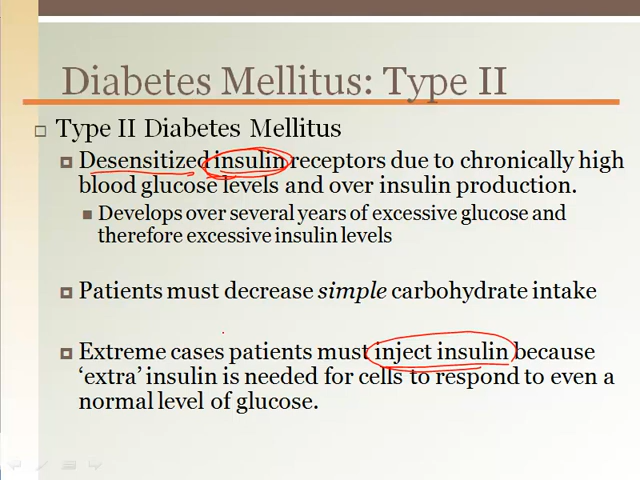 Diabetes Mellitus: Type II
Type II Diabetes Mellitus
Desensitized insulin receptors due to chronically high
blood glucose levels and over insulin production.
Develops over several years of excessive glucose and
therefore excessive insulin levels
Patients must decrease simple carbohydrate intake
Extreme cases patients must inject insulin because
‘extra’ insulin is needed for cells to respond to even a
normal level of glucose.